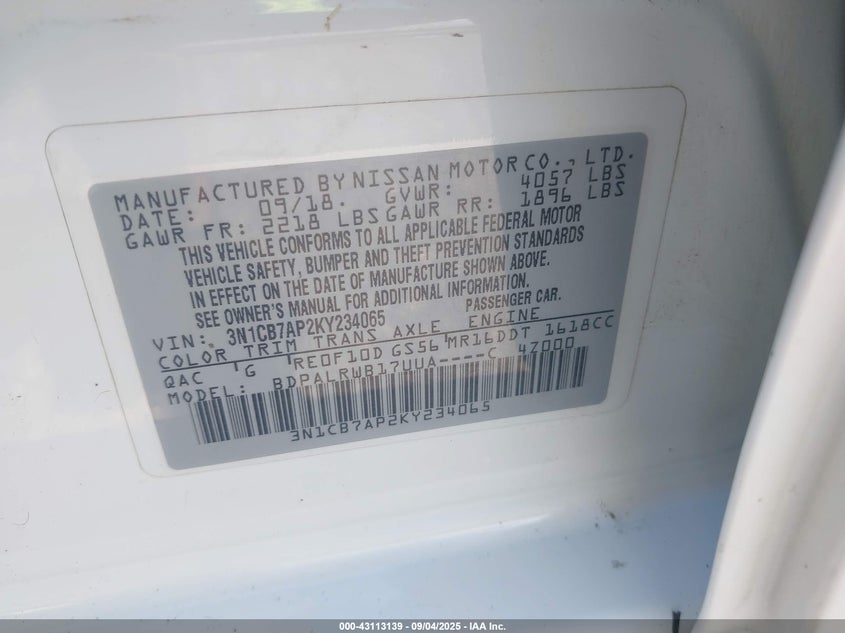 MANUFACTURED BY NISSAN MOTOR CO., LTD.
DATE: 09/18. GVWR: 4057 LBS
GAWR FR: 2218 LBS GAWR RR: 1896 LBS
THIS VEHICLE CONFORMS TO ALL APPLICABLE FEDERAL MOTOR
VEHICLE SAFETY, BUMPER AND THEFT PREVENTION STANDARDS
IN EFFECT ON THE DATE OF MANUFACTURE SHOWN ABOVE.
SEE OWNER'S MANUAL FOR ADDITIONAL INFORMATION.
VIN: 3N1CB7AP2KY234065 PASSENGER CAR.
COLOR TRIM TRANS AXLE ENGINE
QAC G RE0F10D GS56 MR16DDT 1618CC
MODEL: BDPALRWB17UUA----C 4Z000
3N1CB7AP2KY234065
000-43113139 - 09/04/2025 - IAA Inc.